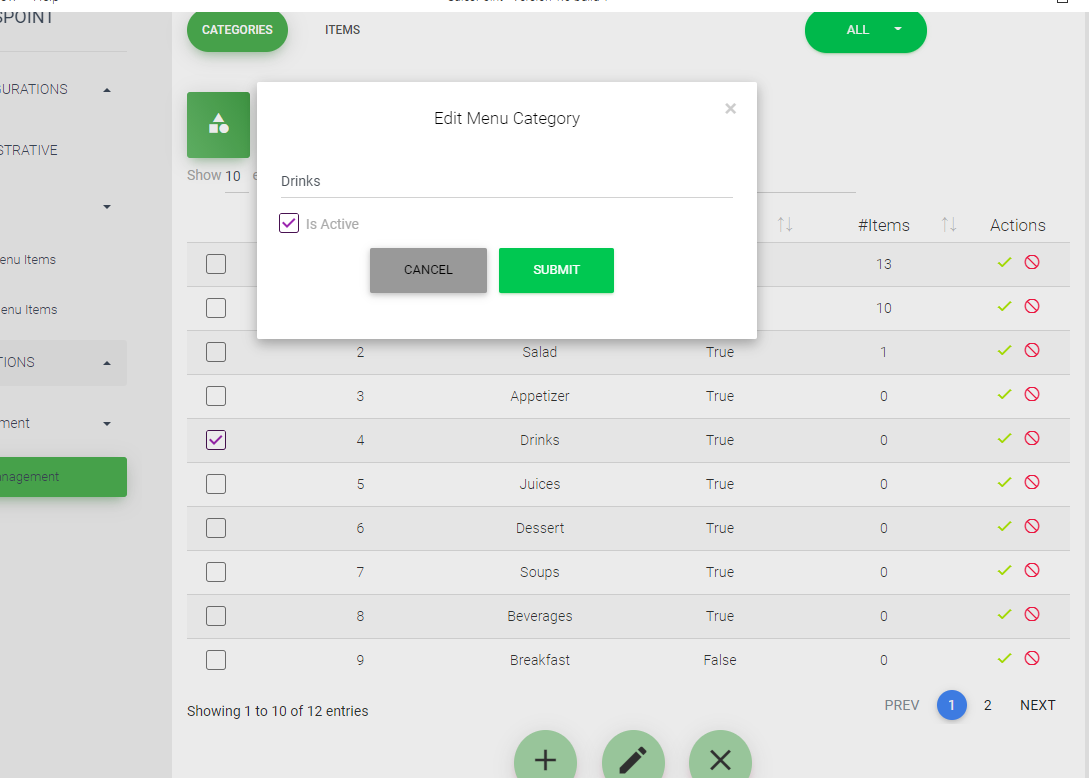 CATEGORIES ITEMS ALL
Edit Menu Category ×
Show 10
Drinks
Is Active
CANCEL SUBMIT
#Items Actions
13
10
2 Salad True 1
3 Appetizer True 0
4 Drinks True 0
5 Juices True 0
6 Dessert True 0
7 Soups True 0
8 Beverages True 0
9 Breakfast False 0
Showing 1 to 10 of 12 entries
PREV 1 2 NEXT
POINT
URATIONS
STRATIVE
enu Items
enu Items
TIONS
ment
nagement